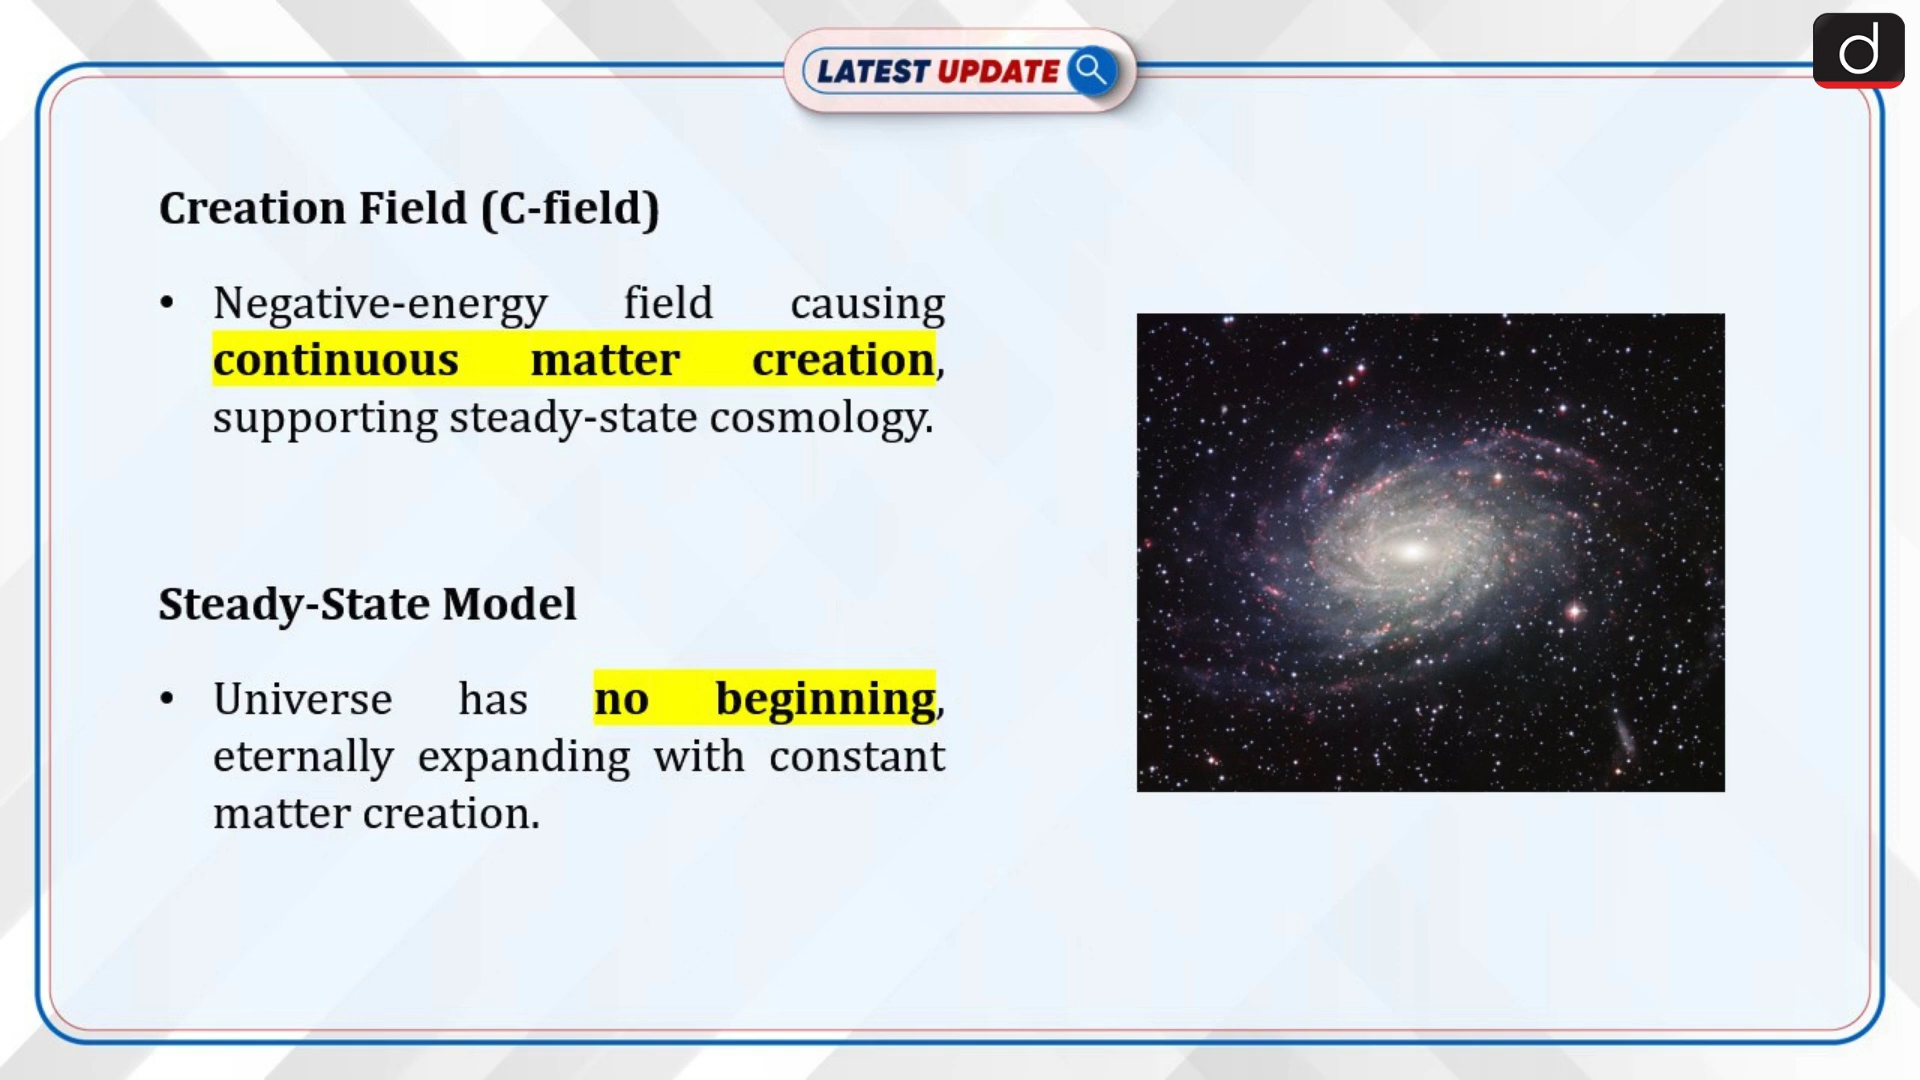 LATEST UPDATE
d
Creation Field (C-field)
• Negative-energy field causing
continuous matter creation,
supporting steady-state cosmology.
Steady-State Model
• Universe has no beginning,
eternally expanding with constant
matter creation.